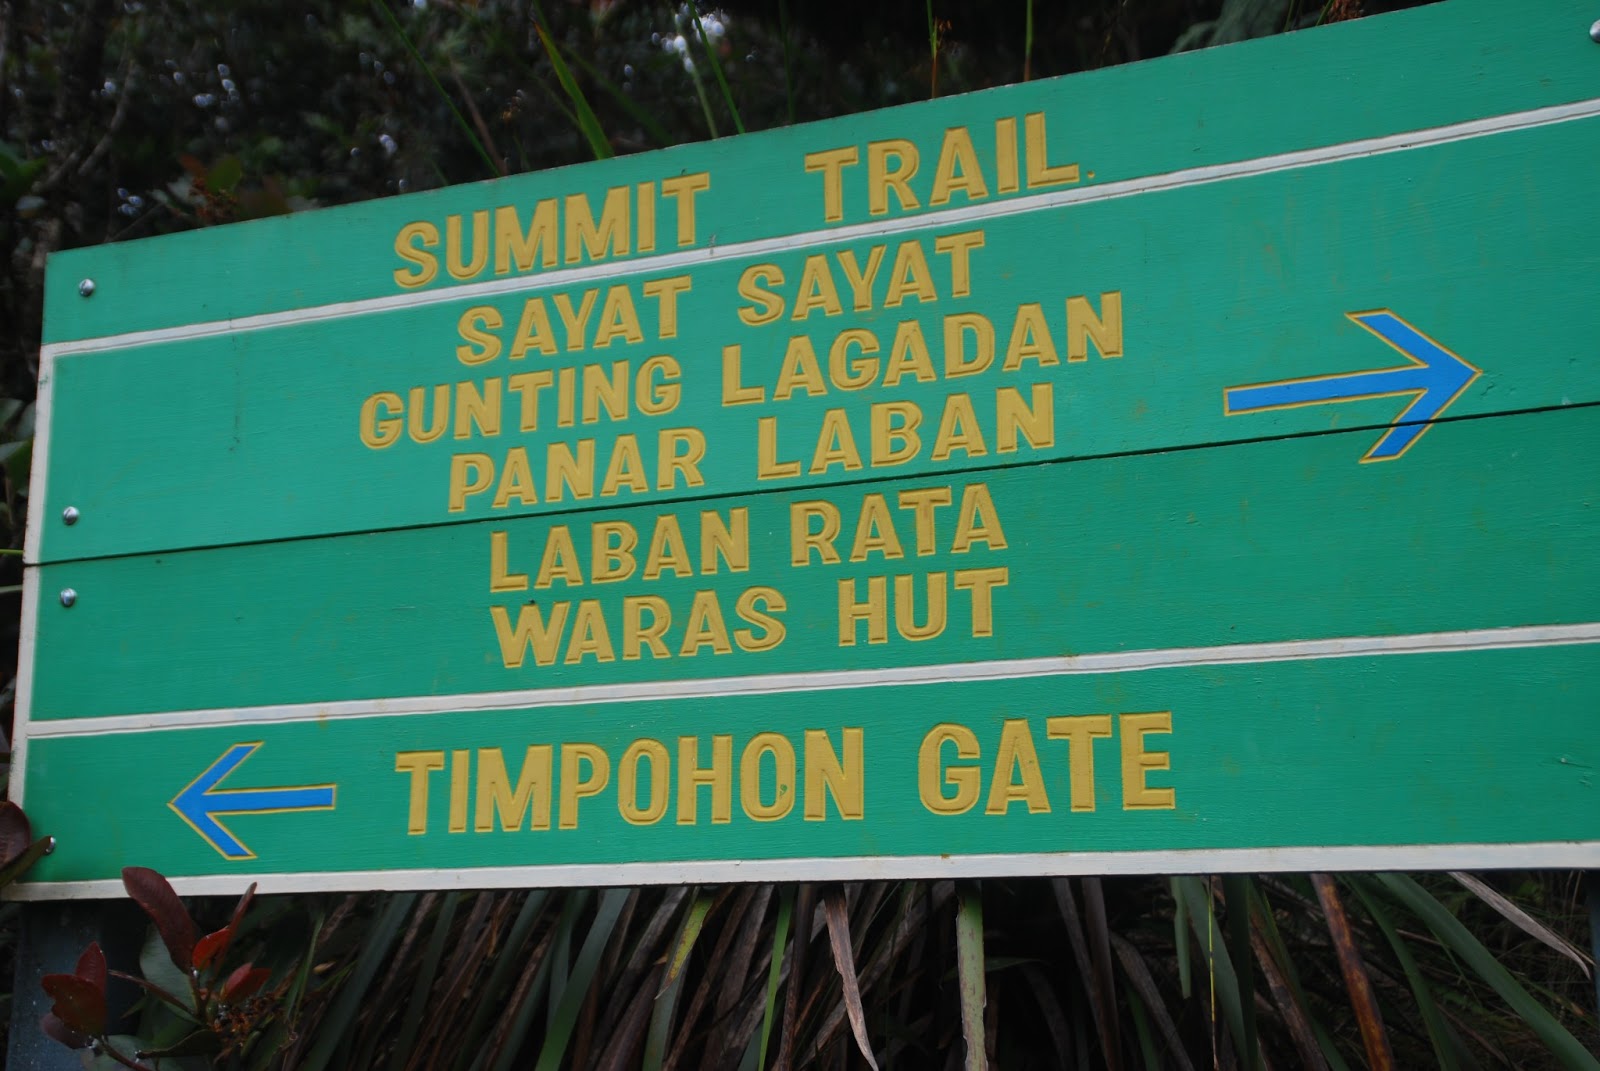 SUMMIT TRAIL.
SAYAT SAYAT
GUNTING LAGADAN
PANAR LABAN
LABAN RATA
WARAS HUT
TIMPOHON GATE